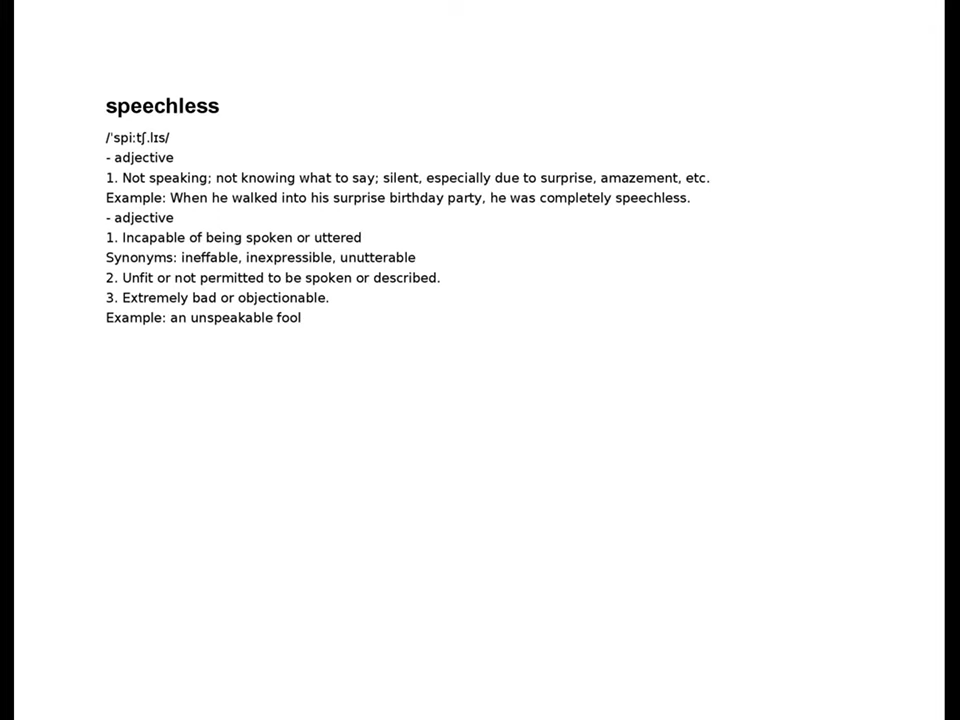 speechless
/ˈspiːtʃ.lɪs/
- adjective
1. Not speaking; not knowing what to say; silent, especially due to surprise, amazement, etc.
Example: When he walked into his surprise birthday party, he was completely speechless.
- adjective
1. Incapable of being spoken or uttered
Synonyms: ineffable, inexpressible, unutterable
2. Unfit or not permitted to be spoken or described.
3. Extremely bad or objectionable.
Example: an unspeakable fool